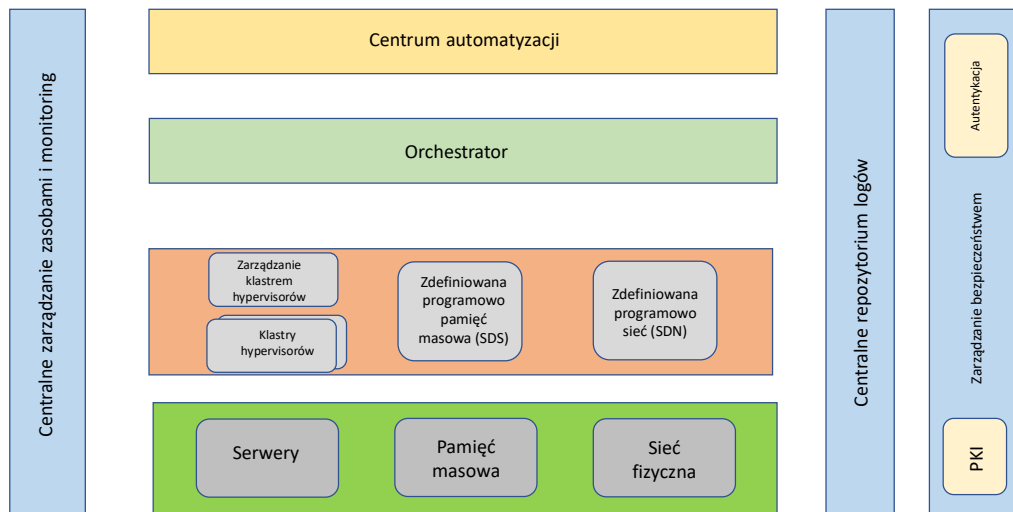 Centralne zarządzanie zasobami i monitoring
Centrum automatyzacji
Orchestrator
Zarządzanie
klastrem
hypervisorów
Klastry
hypervisorów
Zdefiniowana
programowo
pamięć
masowa (SDS)
Zdefiniowana
programowo
sieć (SDN)
Serwery
Pamięć
masowa
Sieć
fizyczna
Centralne repozytorium logów
Autentykacja
Zarządzanie bezpieczeństwem
PKI